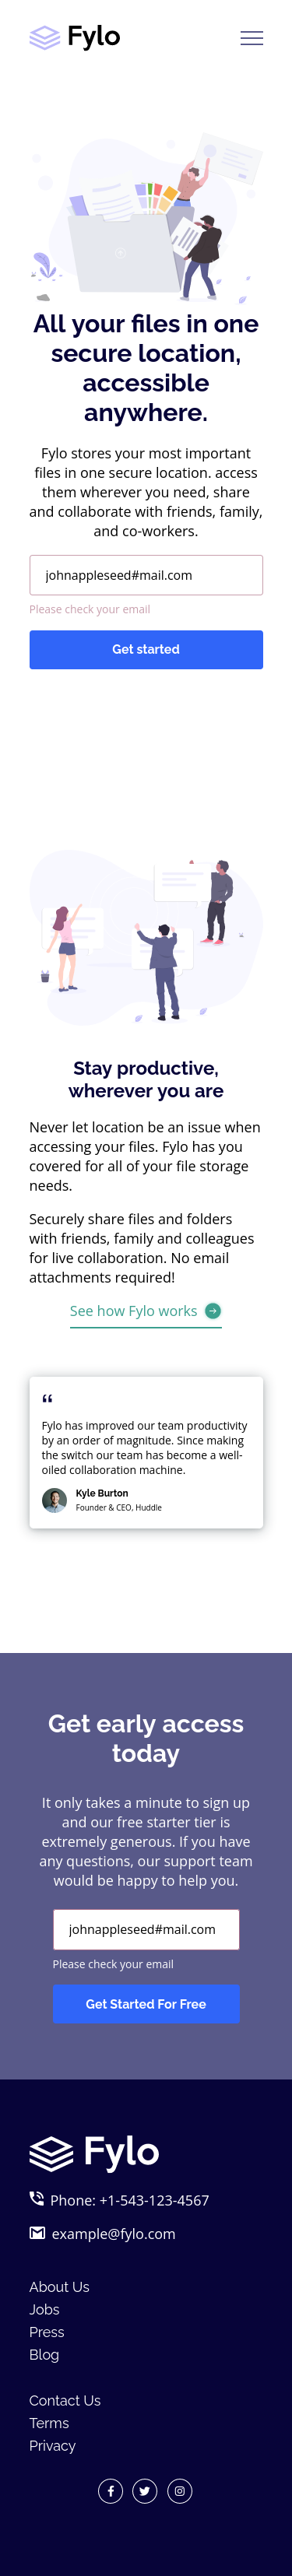 Fylo
All your files in one
secure location,
accessible
anywhere.
Fylo stores your most important
files in one secure location. access
them wherever you need, share
and collaborate with friends, family,
and co-workers.
johnappleseed#mail.com
Please check your email
Get started
Stay productive,
wherever you are
Never let location be an issue when
accessing your files. Fylo has you
covered for all of your file storage
needs.
Securely share files and folders
with friends, family and colleagues
for live collaboration. No email
attachments required!
See how Fylo works
“
Fylo has improved our team productivity
by an order of magnitude. Since making
the switch our team has become a well-
oiled collaboration machine.
Kyle Burton
Founder & CEO, Huddle
Get early access
today
It only takes a minute to sign up
and our free starter tier is
extremely generous. If you have
any questions, our support team
would be happy to help you.
johnappleseed#mail.com
Please check your email
Get Started For Free
Fylo
Phone: +1-543-123-4567
example@fylo.com
About Us
Jobs
Press
Blog
Contact Us
Terms
Privacy